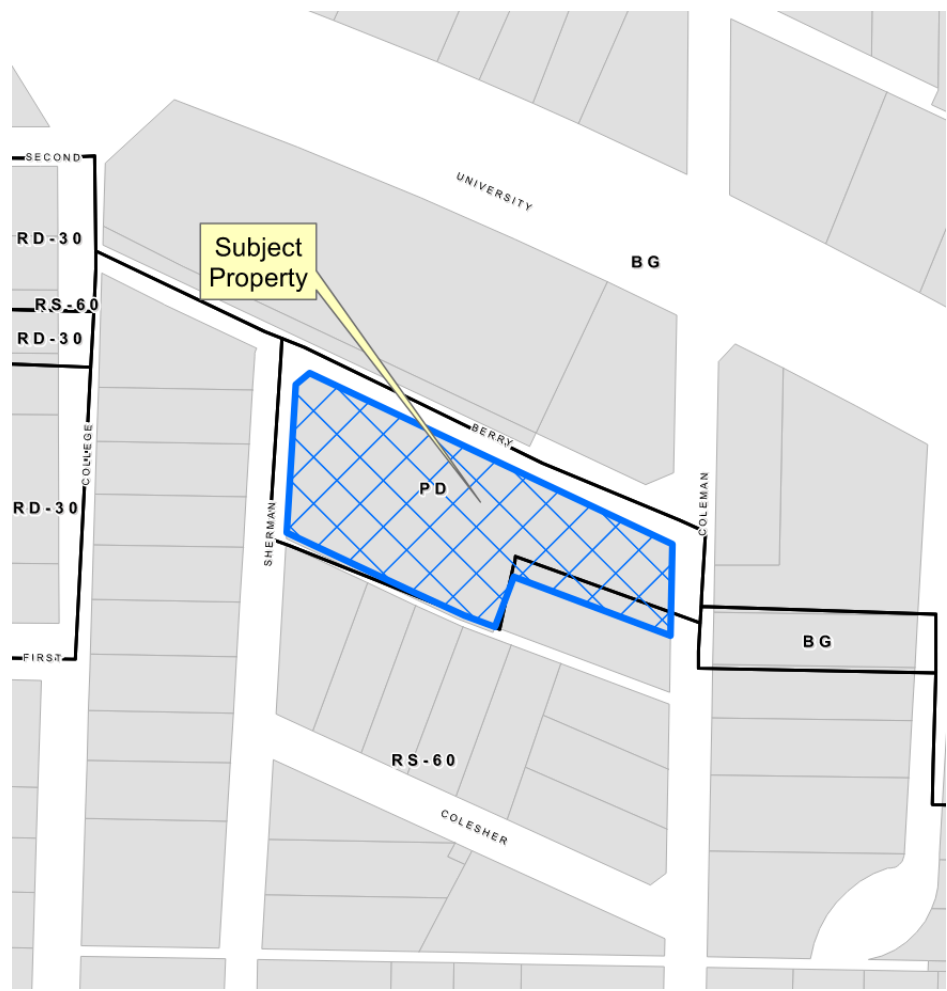 SECOND
UNIVERSITY
RD-30
Subject
Property
BG
RS-60
RD-30
COLLEGE
BERRY
PD
COLEMAN
RD-30
SHERMAN
BG
FIRST
RS-60
COLESHER